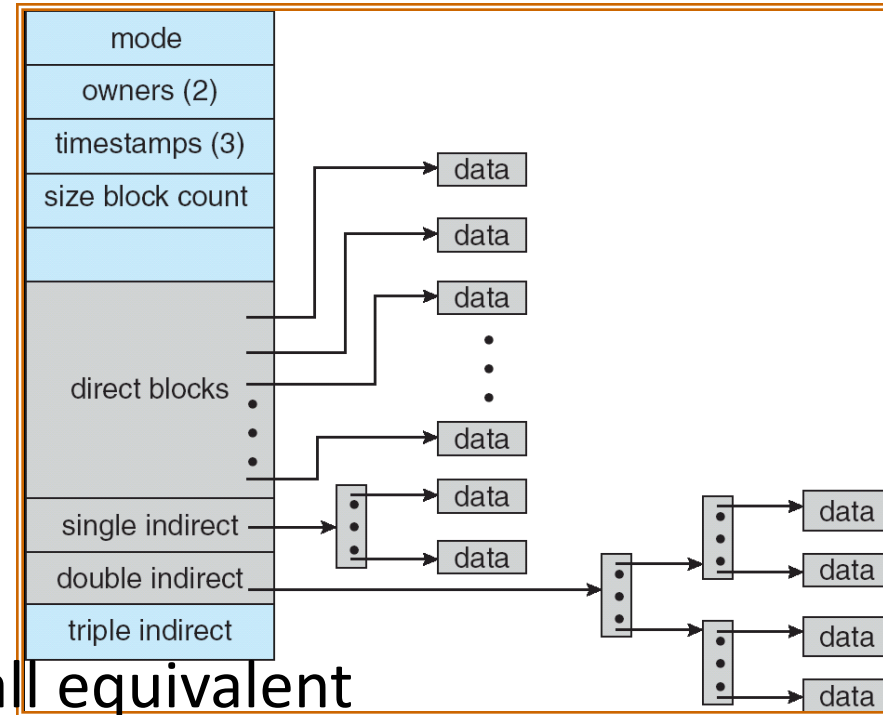 mode
owners (2)
timestamps (3)
size block count
data
data
data
direct blocks
data
data
single indirect
data
data
double indirect
data
triple indirect
data
data
equivalent